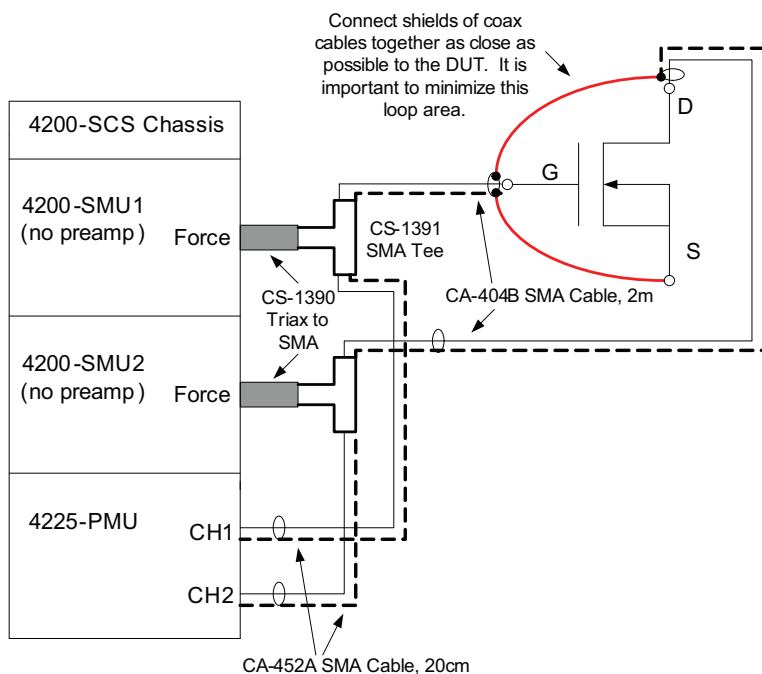 Connect shields of coax
cables together as close as
possible to the DUT. It is
important to minimize this
loop area.
4200-SCS Chassis
4200-SMU1
(no preamp)
Force
CS-1390
Triax to
SMA
CS-1391
SMA Tee
G
D
S
CA-404B SMA Cable, 2m
4200-SMU2
(no preamp)
Force
4225-PMU
CH1
CH2
CA-452A SMA Cable, 20cm